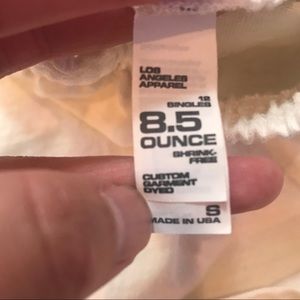 LOS
ANGELES
APPAREL
12
SINGLES
8.5
OUNCE
SHRINK-
FREE
CUSTOM
GARMENT
DYED
S
MADE IN USA